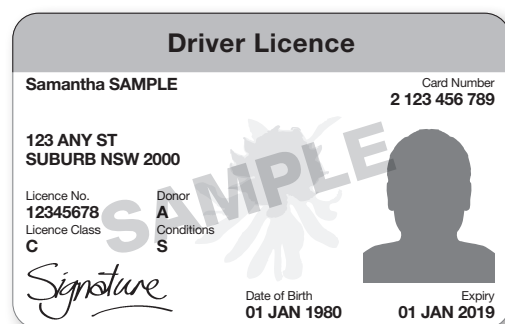 Driver Licence
Samantha SAMPLE
Card Number
2 123 456 789
123 ANY ST
SUBURB NSW 2000
SAMPLE
Licence No. Donor
12345678 A
Licence Class Conditions
C S
Signature
Date of Birth Expiry
01 JAN 1980 01 JAN 2019